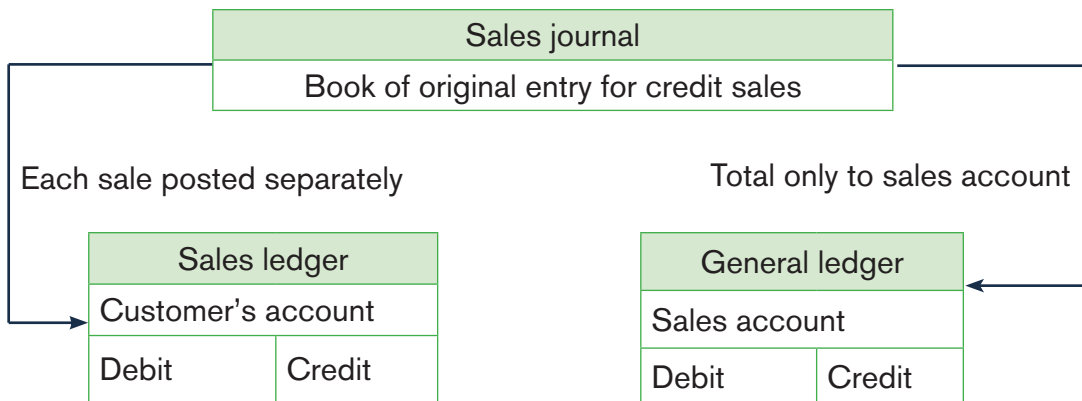 Sales journal
Book of original entry for credit sales
Each sale posted separately
Total only to sales account
Sales ledger
Customer’s account
Debit
Credit
General ledger
Sales account
Debit
Credit